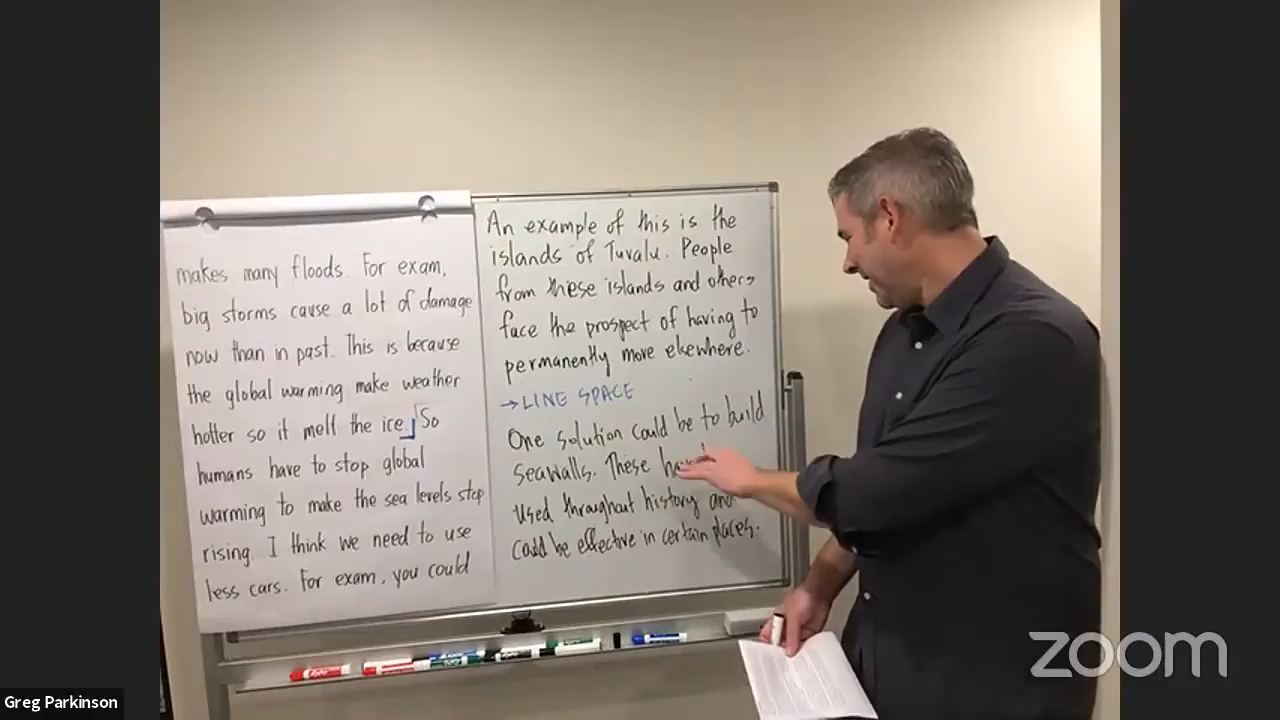 makes many floods. For exam,
big storms cause a lot of damage
now than in past. This is because
the global warming make weather
hotter so it melt the ice. So
humans have to stop global
warming to make the sea levels stop
rising. I think we need to use
less cars. For exam, you could
An example of this is the
islands of Tuvalu. People
from these islands and others
face the prospect of having to
permanently move elsewhere.
→LINE SPACE
One solution could be to build
seawalls. These
used throughout history and
could be effective in certain places.
zoom
Greg Parkinson